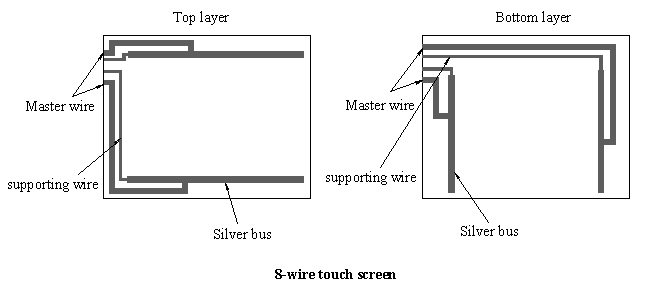 Top layer
Bottom layer
Master wire
Master wire
supporting wire
supporting wire
Silver bus
Silver bus
8-wire touch screen